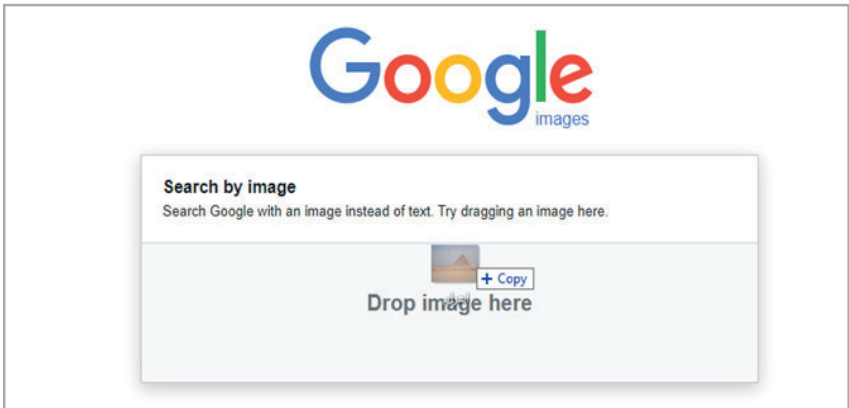 Google
images
Search by image
Search Google with an image instead of text. Try dragging an image here.
+ Copy
Drop image here